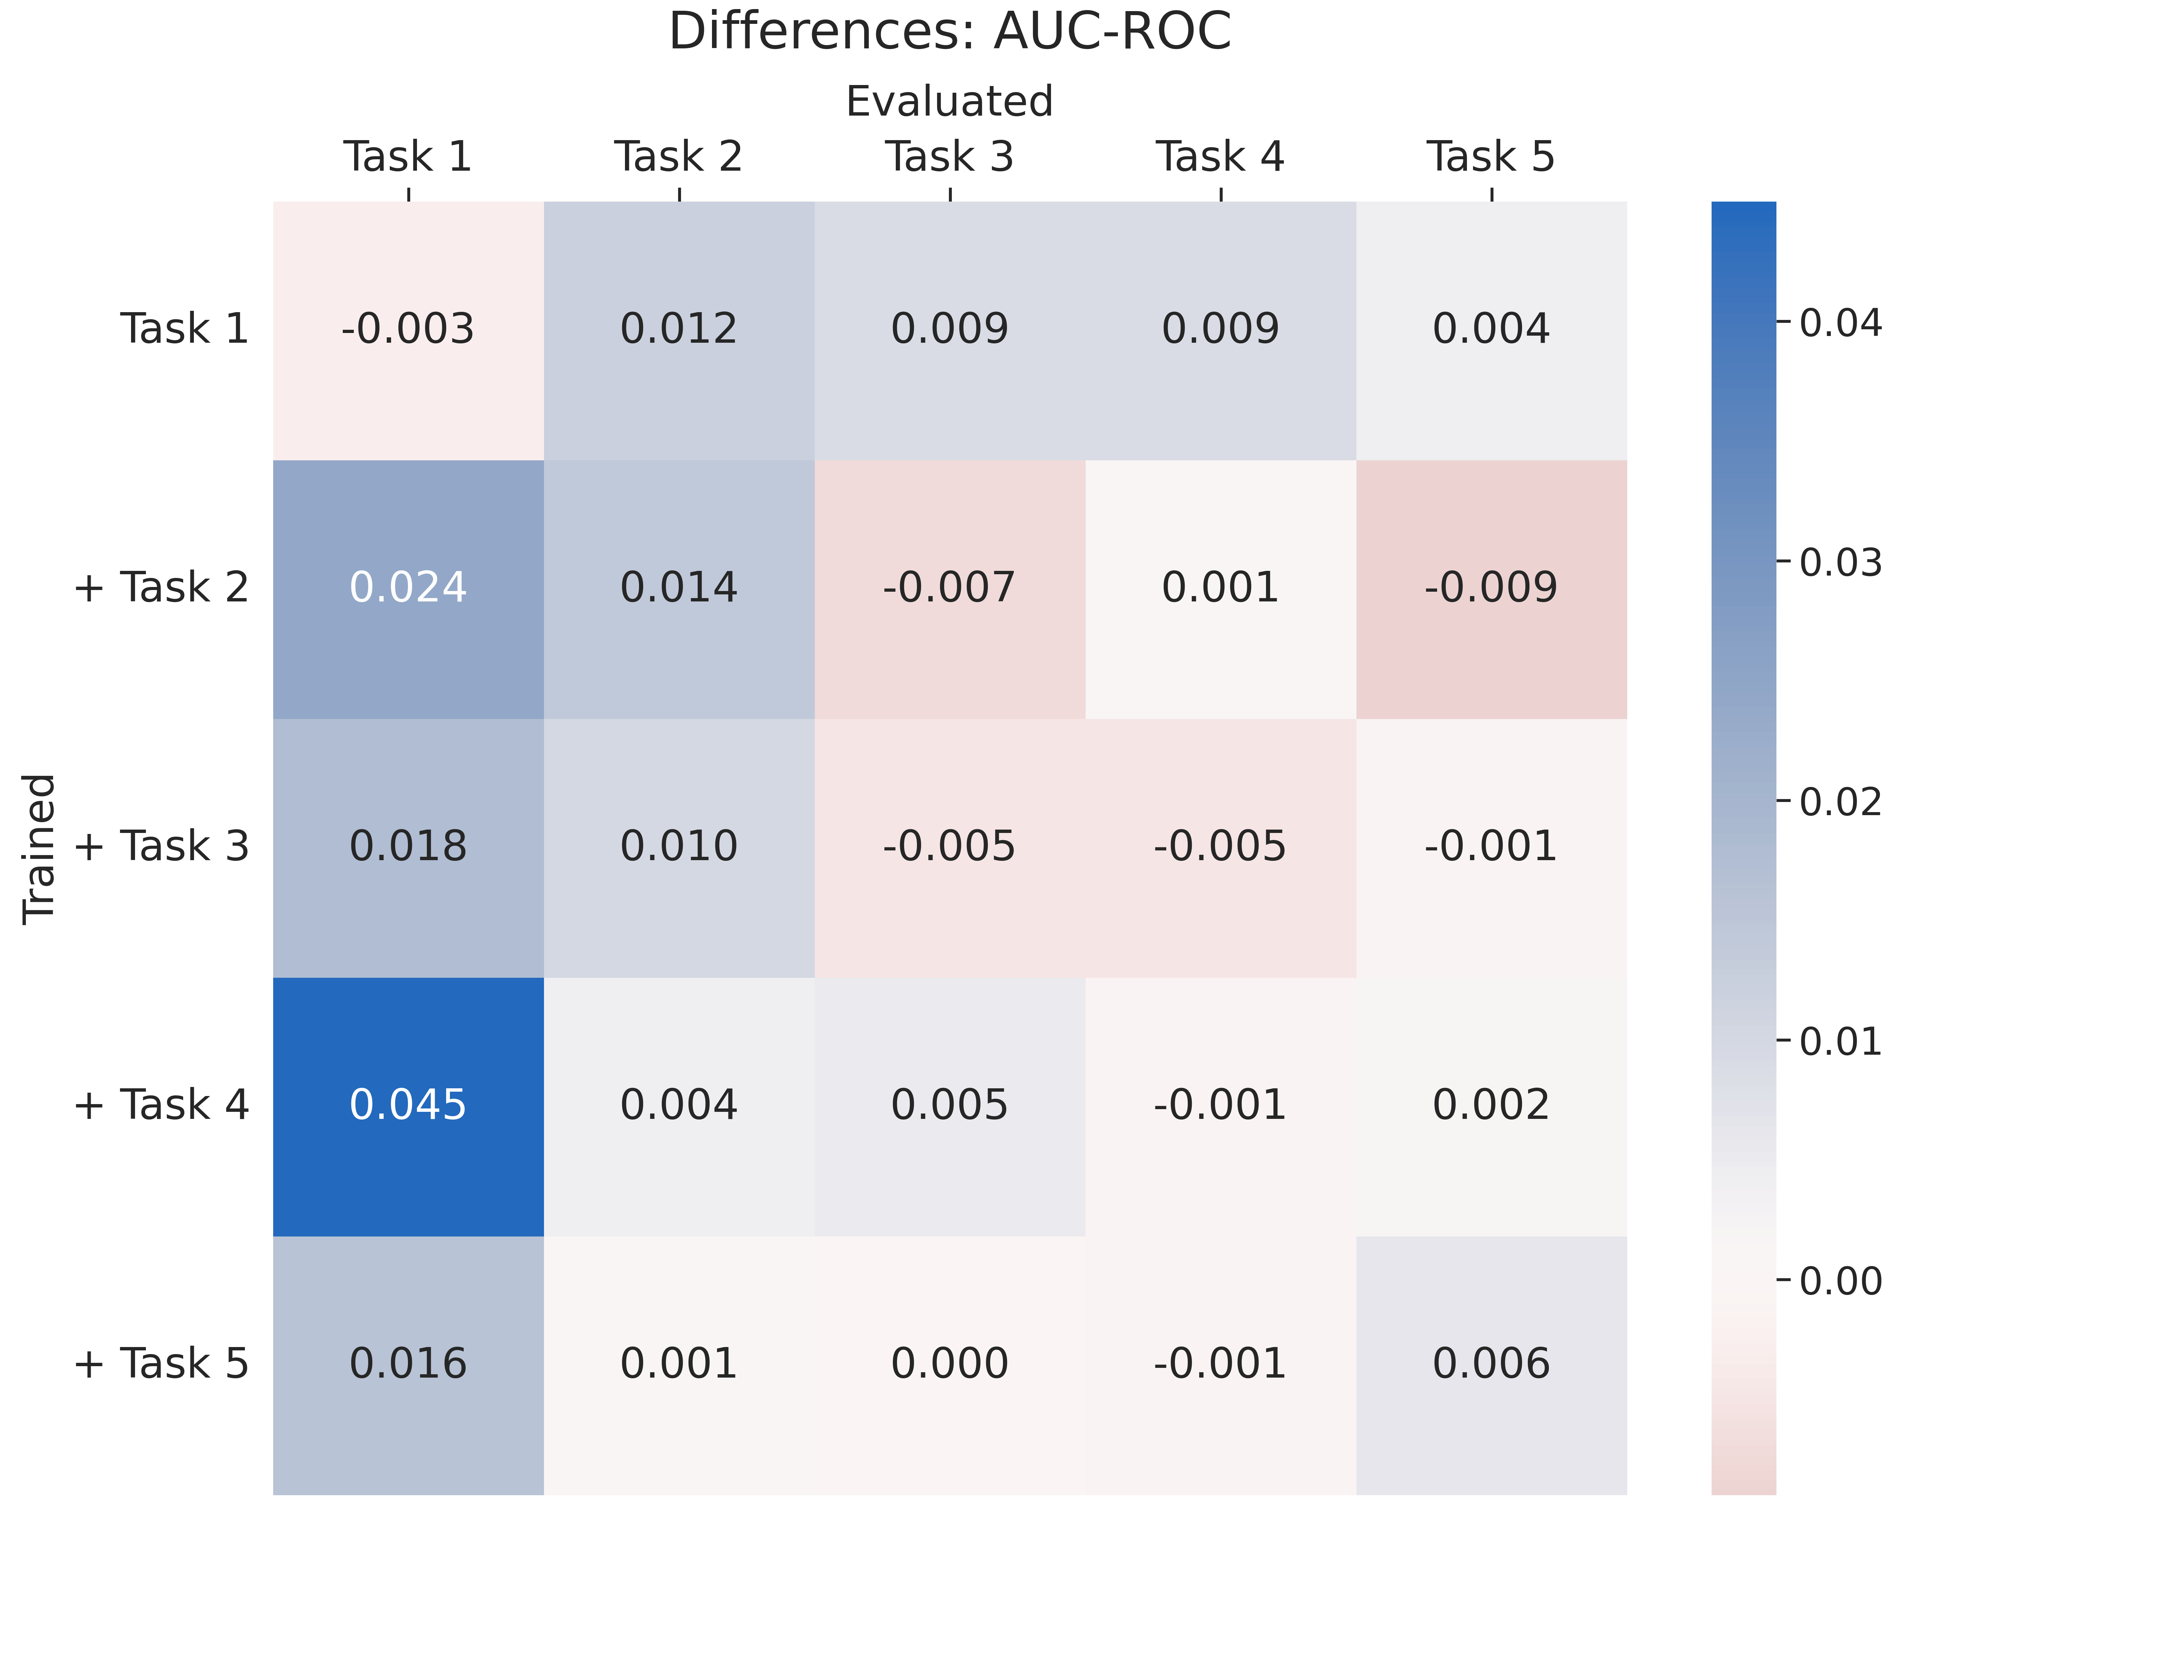 Differences: AUC-ROC
Evaluated
Task 1 Task 2 Task 3 Task 4 Task 5
Task 1 -0.003 0.012 0.009 0.009 0.004
+ Task 2 0.024 0.014 -0.007 0.001 -0.009
+ Task 3 0.018 0.010 -0.005 -0.005 -0.001
+ Task 4 0.045 0.004 0.005 -0.001 0.002
+ Task 5 0.016 0.001 0.000 -0.001 0.006
Trained
0.04
0.03
0.02
0.01
0.00